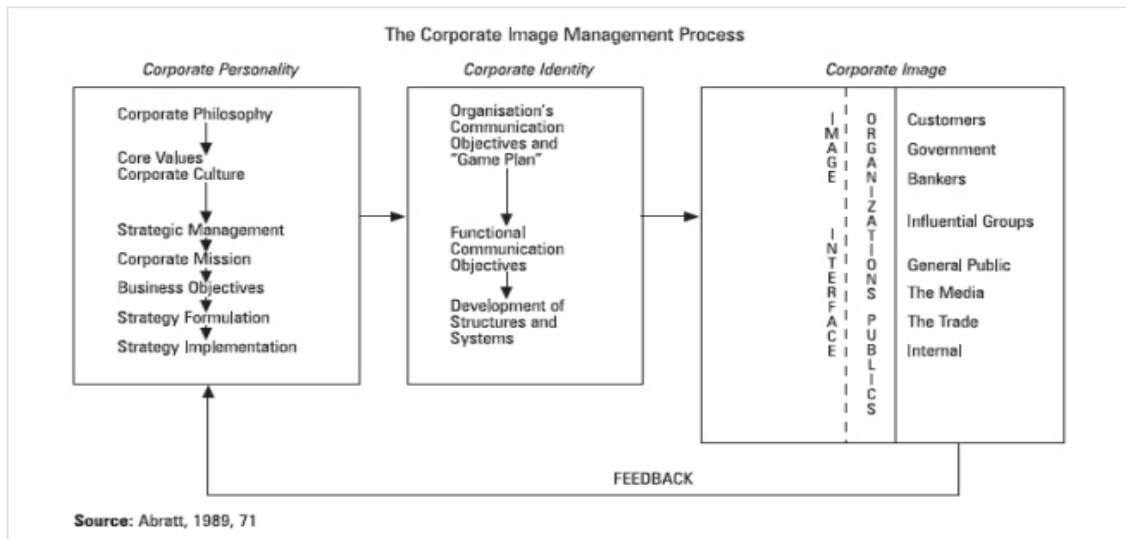 The Corporate Image Management Process
Corporate Personality
Corporate Philosophy
Core Values
Corporate Culture
Strategic Management
Corporate Mission
Business Objectives
Strategy Formulation
Strategy Implementation
Corporate Identity
Organisation's
Communication
Objectives and
"Game Plan"
Functional
Communication
Objectives
Development of
Structures and
Systems
Corporate Image
IMAGE INTERFACE
ORGANIZATIONS PUBLICS
Customers
Government
Bankers
Influential Groups
General Public
The Media
The Trade
Internal
FEEDBACK
Source: Abratt, 1989, 71